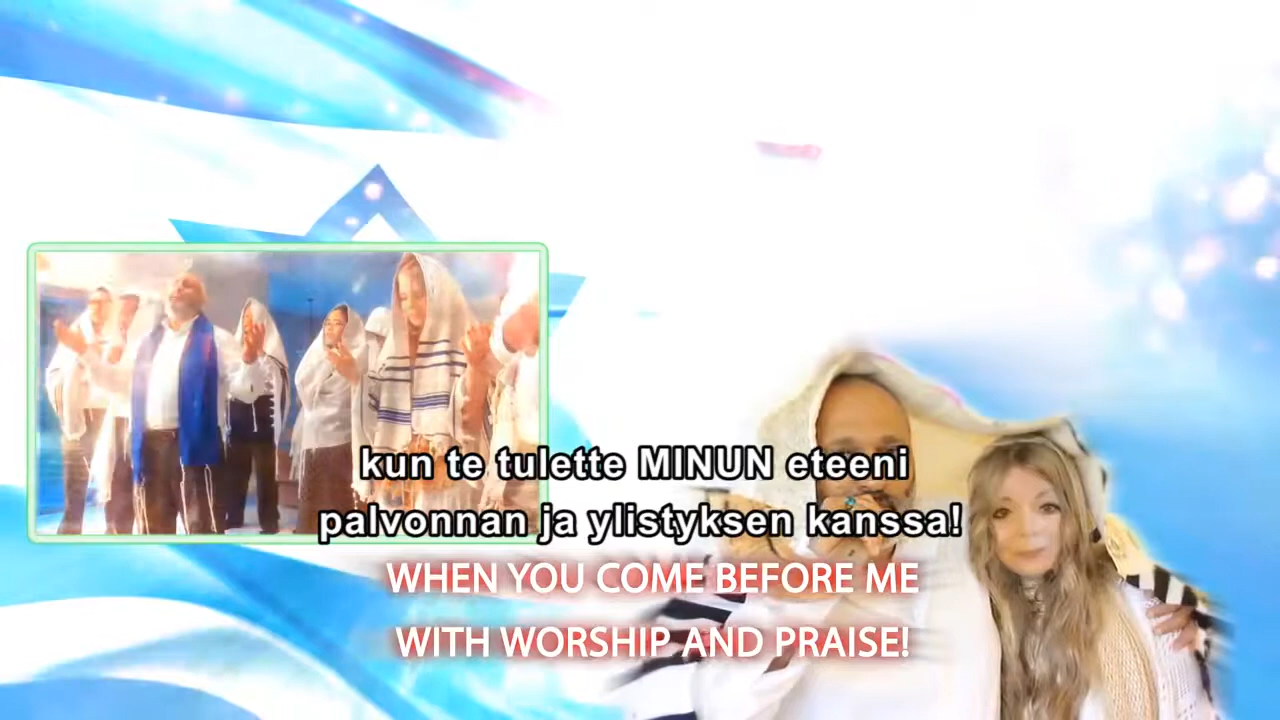 kun te tulette MINUN eteeni
palvonnan ja ylistyksen kanssa!
WHEN YOU COME BEFORE ME
WITH WORSHIP AND PRAISE!